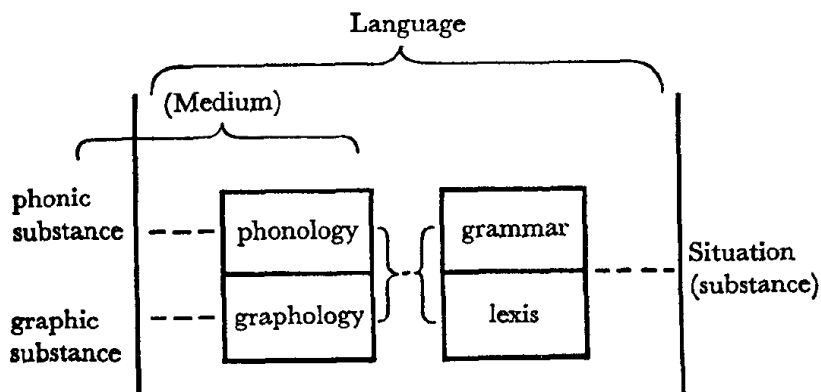 Language
(Medium)
phonic
substance
phonology
grammar
Situation
(substance)
graphic
substance
graphology
lexis